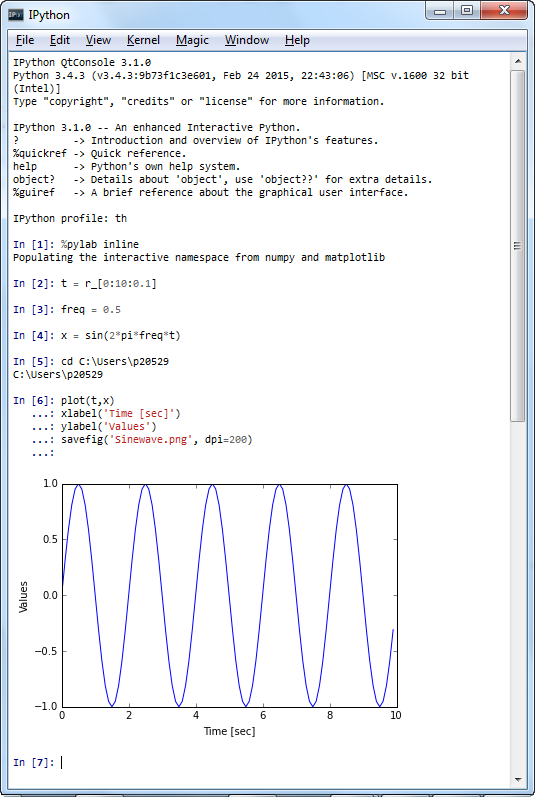 IPython
File Edit View Kernel Magic Window Help
IPython QtConsole 3.1.0
Python 3.4.3 (v3.4.3:9b73f1c3e601, Feb 24 2015, 22:43:06) [MSC v.1600 32 bit
(Intel)]
Type "copyright", "credits" or "license" for more information.
IPython 3.1.0 -- An enhanced Interactive Python.
?         -> Introduction and overview of IPython's features.
%quickref -> Quick reference.
help      -> Python's own help system.
object?   -> Details about 'object', use 'object??' for extra details.
%guiref   -> A brief reference about the graphical user interface.
IPython profile: th
In [1]: %pylab inline
Populating the interactive namespace from numpy and matplotlib
In [2]: t = r_[0:10:0.1]
In [3]: freq = 0.5
In [4]: x = sin(2*pi*freq*t)
In [5]: cd C:\Users\p20529
C:\Users\p20529
In [6]: plot(t,x)
   ...: xlabel('Time [sec]')
   ...: ylabel('Values')
   ...: savefig('Sinewave.png', dpi=200)
   ...:
1.0
0.5
0.0
−0.5
−1.0
Values
0 2 4 6 8 10
Time [sec]
In [7]: